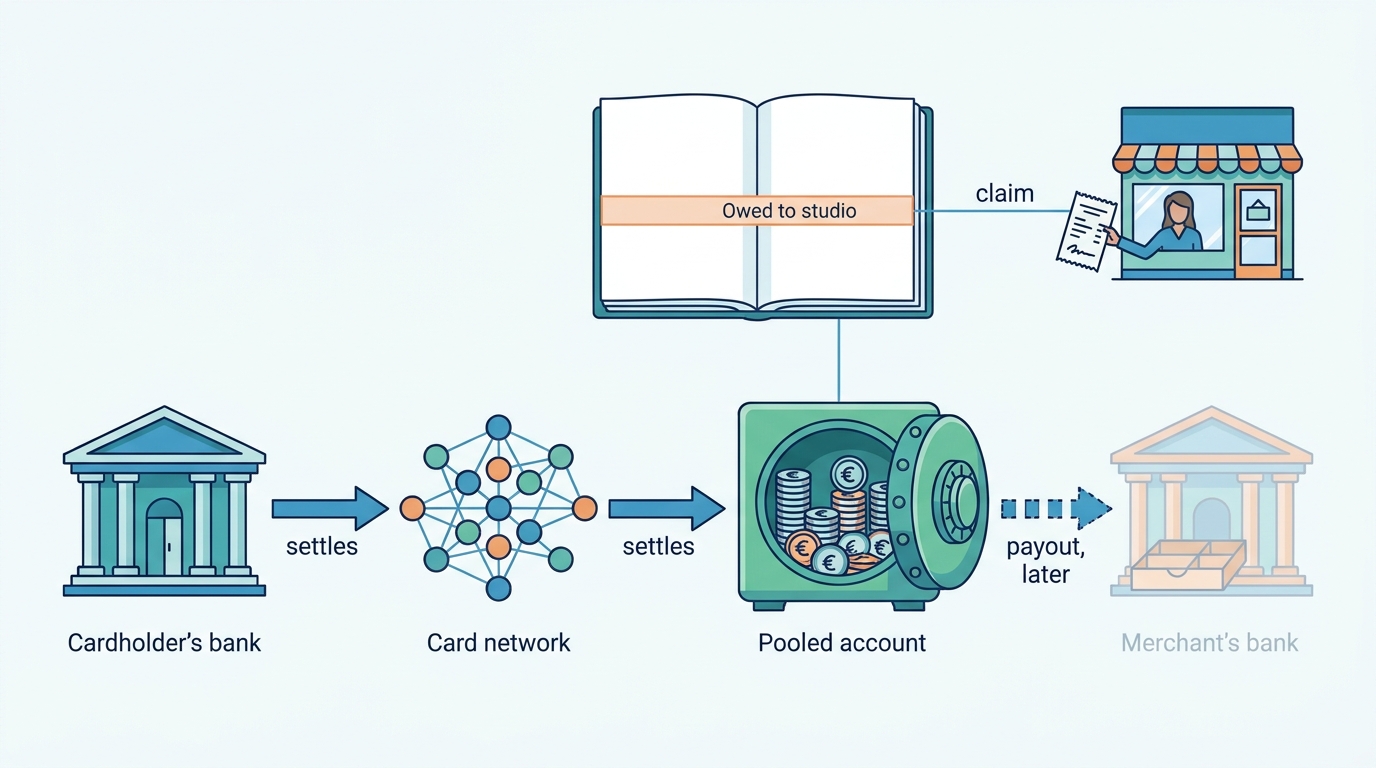 Owed to studio
claim
settles
settles
payout,
later
Cardholder’s bank
Card network
Pooled account
Merchant’s bank